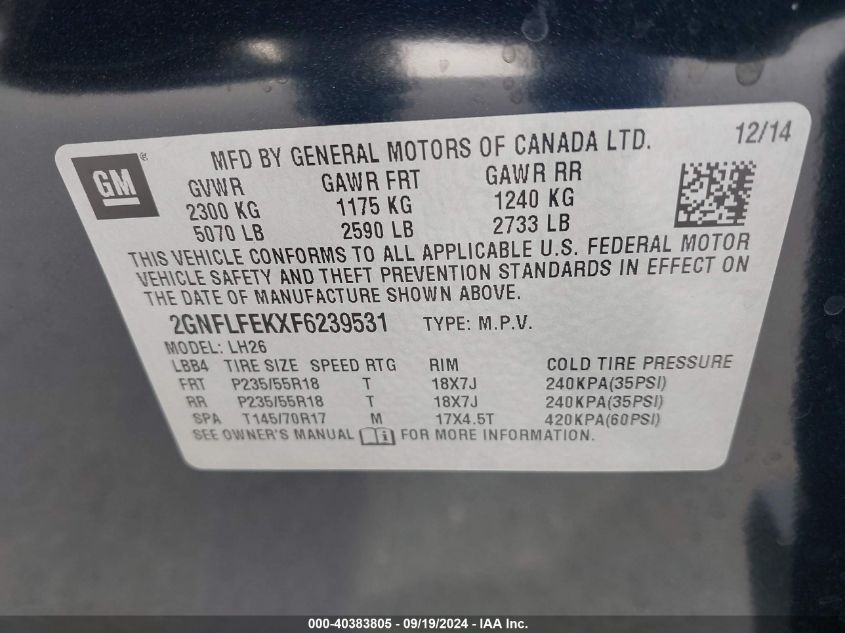 GM ®
MFD BY GENERAL MOTORS OF CANADA LTD. 12/14
GVWR GAWR FRT GAWR RR
2300 KG 1175 KG 1240 KG
5070 LB 2590 LB 2733 LB
THIS VEHICLE CONFORMS TO ALL APPLICABLE U.S. FEDERAL MOTOR
VEHICLE SAFETY AND THEFT PREVENTION STANDARDS IN EFFECT ON
THE DATE OF MANUFACTURE SHOWN ABOVE.
2GNFLFEKXF6239531 TYPE: M.P.V.
MODEL: LH26
LBB4 TIRE SIZE SPEED RTG RIM COLD TIRE PRESSURE
FRT P235/55R18 T 18X7J 240KPA(35PSI)
RR P235/55R18 T 18X7J 240KPA(35PSI)
SPA T145/70R17 M 17X4.5T 420KPA(60PSI)
SEE OWNER'S MANUAL i FOR MORE INFORMATION.
000-40383805 - 09/19/2024 - IAA Inc.